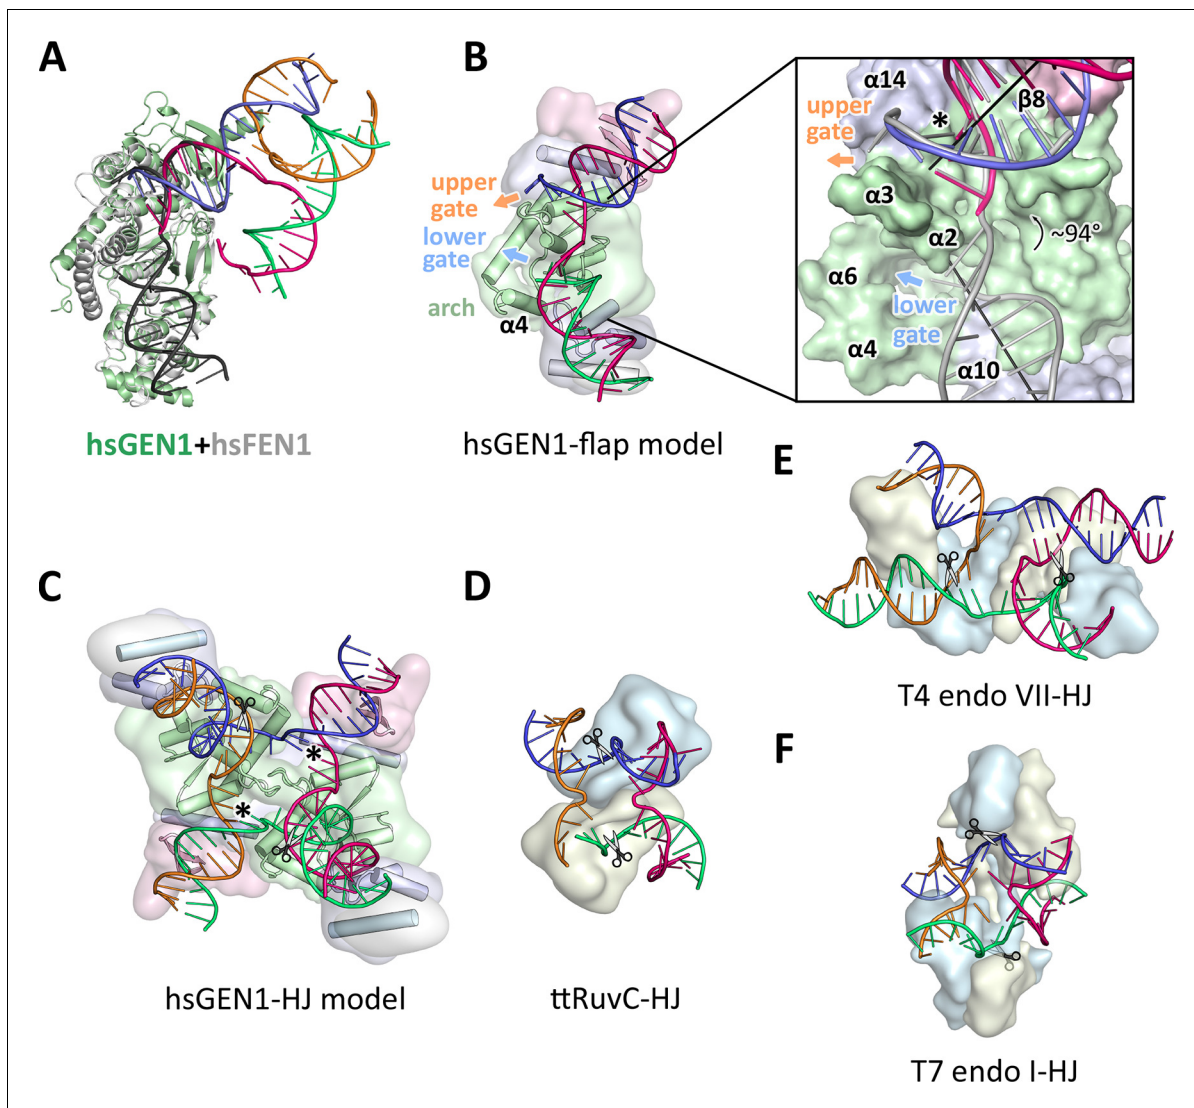 A
hsGEN1+hsFEN1
B
upper
gate
lower
gate
arch
α4
hsGEN1-flap model
α14
β8
upper
gate
*
α3
α2
~94°
α6
lower
gate
α4
α10
C
*
*
hsGEN1-HJ model
D
ttRuvC-HJ
E
T4 endo VII-HJ
F
T7 endo I-HJ